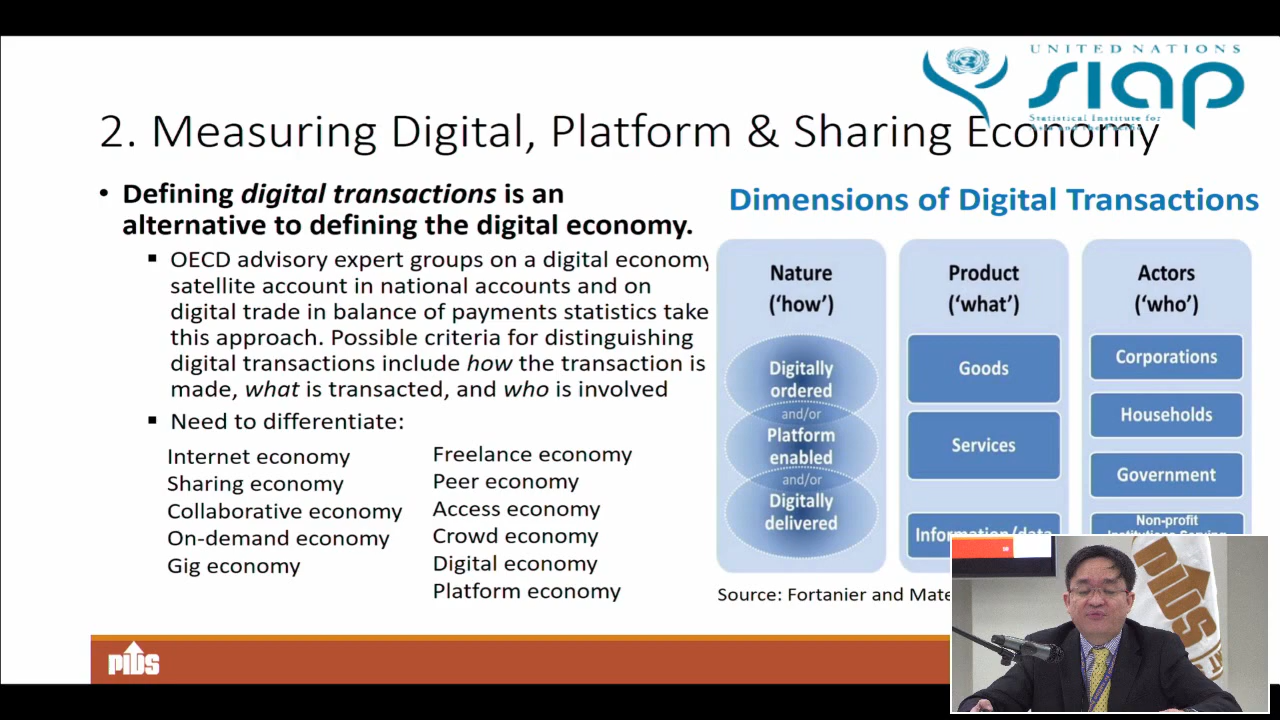 UNITED NATIONS
SIAP
Statistical Institute for
2. Measuring Digital, Platform & Sharing Economy
• Defining digital transactions is an
alternative to defining the digital economy.
▪ OECD advisory expert groups on a digital economy
satellite account in national accounts and on
digital trade in balance of payments statistics take
this approach. Possible criteria for distinguishing
digital transactions include how the transaction is
made, what is transacted, and who is involved
▪ Need to differentiate:
Internet economy
Sharing economy
Collaborative economy
On-demand economy
Gig economy
Freelance economy
Peer economy
Access economy
Crowd economy
Digital economy
Platform economy
Dimensions of Digital Transactions
Nature
('how')
Digitally
ordered
and/or
Platform
enabled
and/or
Digitally
delivered
Product
('what')
Goods
Services
Information/data
Actors
('who')
Corporations
Households
Government
Non-profit
Institutions Serving
Source: Fortanier and Mate
PIDS
PIDS